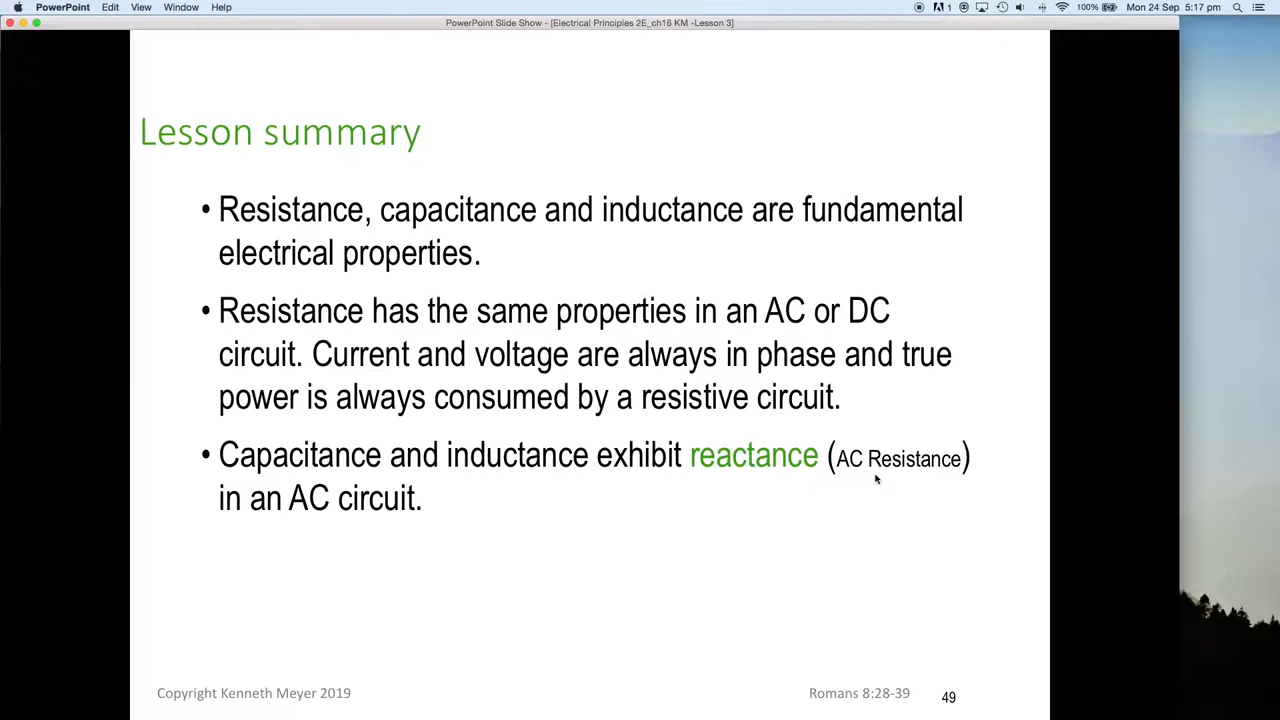 PowerPoint Edit View Window Help 1 100% Mon 24 Sep 5:17 pm
PowerPoint Slide Show - [Electrical Principles 2E_ch16 KM -Lesson 3]
Lesson summary
• Resistance, capacitance and inductance are fundamental
electrical properties.
• Resistance has the same properties in an AC or DC
circuit. Current and voltage are always in phase and true
power is always consumed by a resistive circuit.
• Capacitance and inductance exhibit reactance (AC Resistance)
in an AC circuit.
Copyright Kenneth Meyer 2019 Romans 8:28-39 49